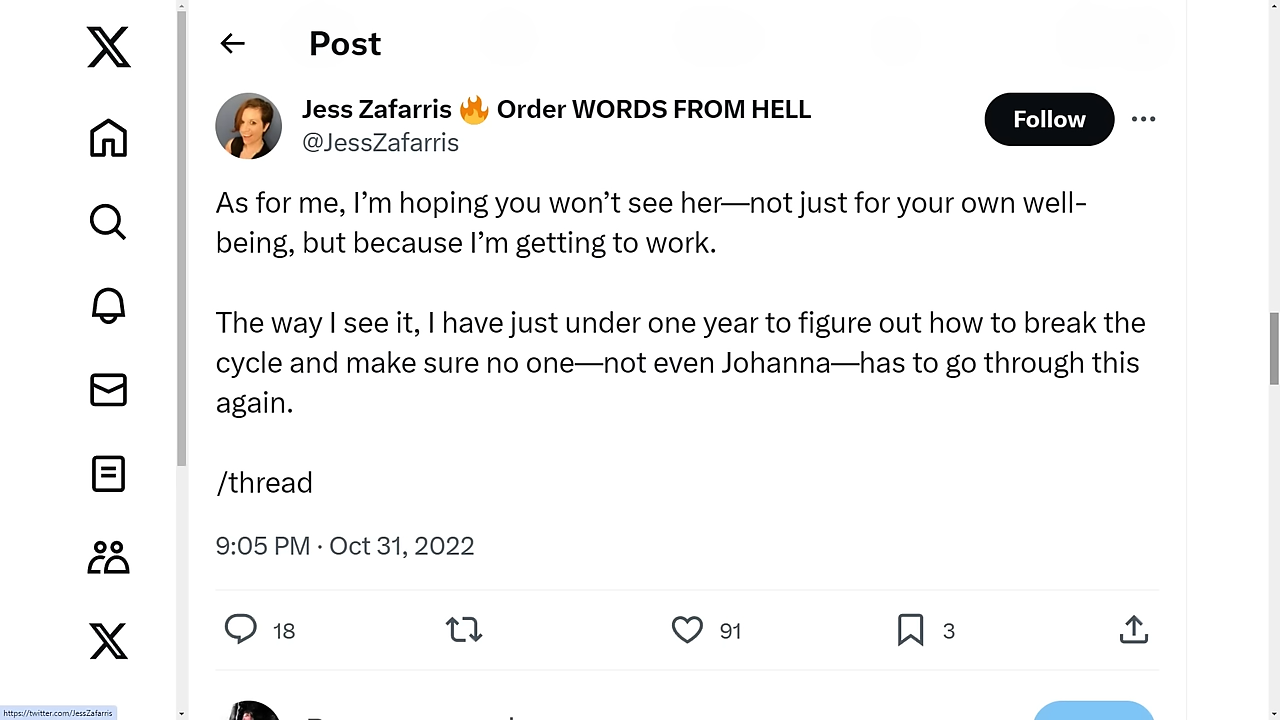 Post
Jess Zafarris 🔥 Order WORDS FROM HELL
@JessZafarris
Follow
As for me, I’m hoping you won’t see her—not just for your own well-
being, but because I’m getting to work.
The way I see it, I have just under one year to figure out how to break the
cycle and make sure no one—not even Johanna—has to go through this
again.
/thread
9:05 PM · Oct 31, 2022
18
91
3
https://twitter.com/JessZafarris